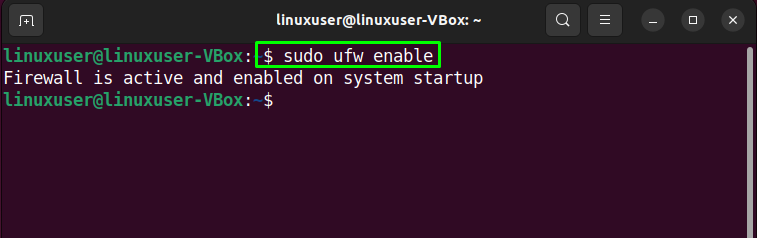 linuxuser@linuxuser-VBox: ~
linuxuser@linuxuser-VBox:~$ sudo ufw enable
Firewall is active and enabled on system startup
linuxuser@linuxuser-VBox:~$